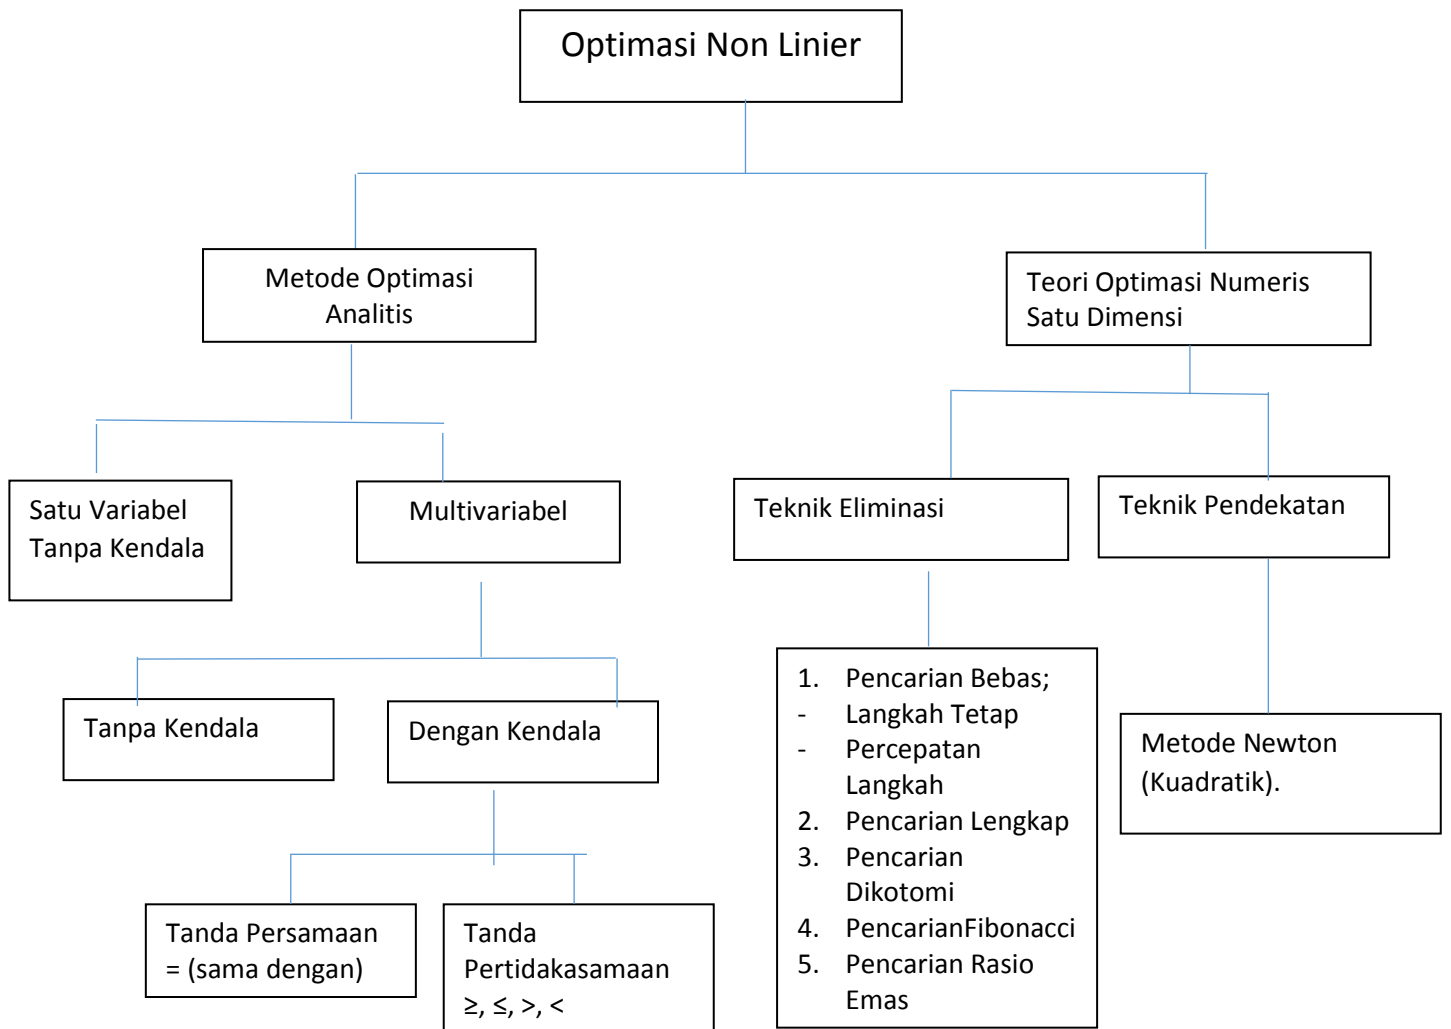 Optimasi Non Linier
Metode Optimasi
Analitis
Teori Optimasi Numeris
Satu Dimensi
Satu Variabel
Tanpa Kendala
Multivariabel
Teknik Eliminasi
Teknik Pendekatan
Tanpa Kendala
Dengan Kendala
1. Pencarian Bebas;
- Langkah Tetap
- Percepatan
Langkah
2. Pencarian Lengkap
3. Pencarian
Dikotomi
4. PencarianFibonacci
5. Pencarian Rasio
Emas
Metode Newton
(Kuadratik).
Tanda Persamaan
= (sama dengan)
Tanda
Pertidakasamaan
≥, ≤, >, <